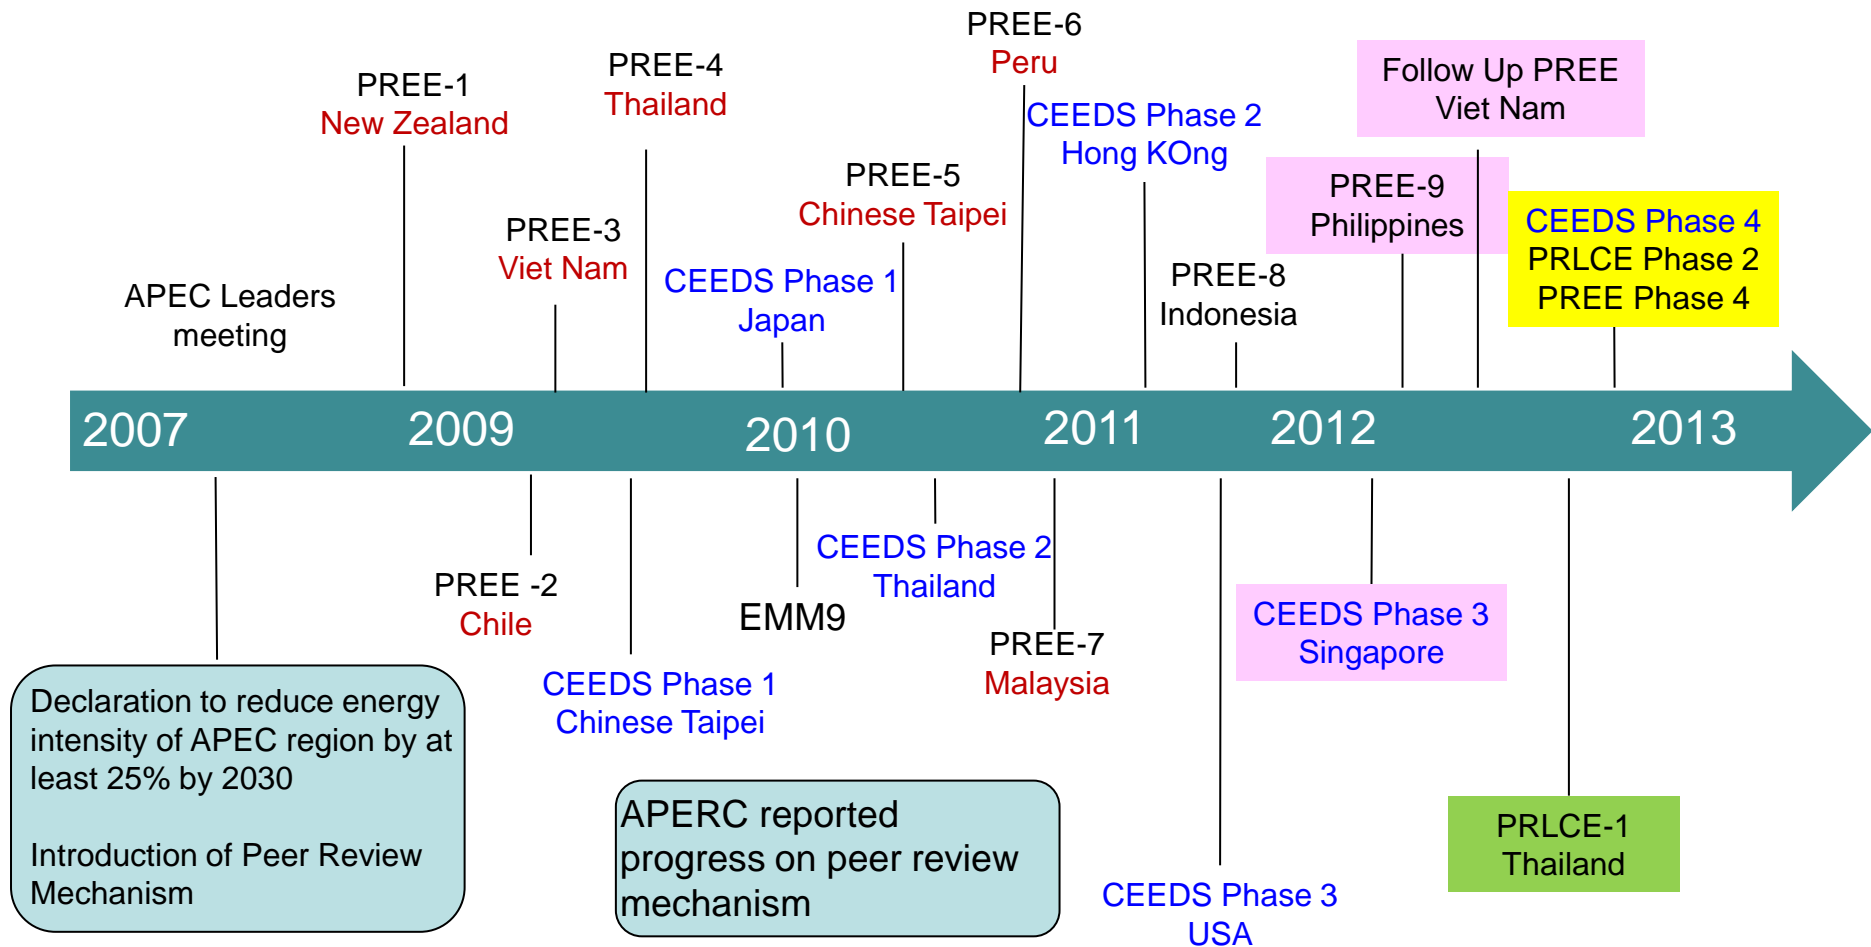 PREE-6
Peru
PREE-4
Thailand
PREE-1
New Zealand
Follow Up PREE
Viet Nam
CEEDS Phase 2
Hong KOng
PREE-5
Chinese Taipei
PREE-9
Philippines
PREE-3
Viet Nam
CEEDS Phase 4
PRLCE Phase 2
PREE Phase 4
CEEDS Phase 1
Japan
PREE-8
Indonesia
APEC Leaders
meeting
2007
2009
2010
2011
2012
2013
CEEDS Phase 2
Thailand
PREE -2
Chile
EMM9
CEEDS Phase 3
Singapore
PREE-7
Malaysia
CEEDS Phase 1
Chinese Taipei
Declaration to reduce energy
intensity of APEC region by at
least 25% by 2030
Introduction of Peer Review
Mechanism
APERC reported
progress on peer review
mechanism
PRLCE-1
Thailand
CEEDS Phase 3
USA